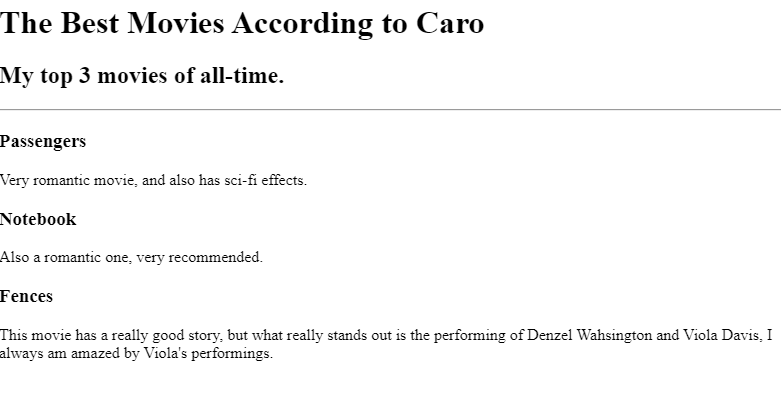 The Best Movies According to Caro
My top 3 movies of all-time.
Passengers
Very romantic movie, and also has sci-fi effects.
Notebook
Also a romantic one, very recommended.
Fences
This movie has a really good story, but what really stands out is the performing of Denzel Wahsington and Viola Davis, I
always am amazed by Viola's performings.